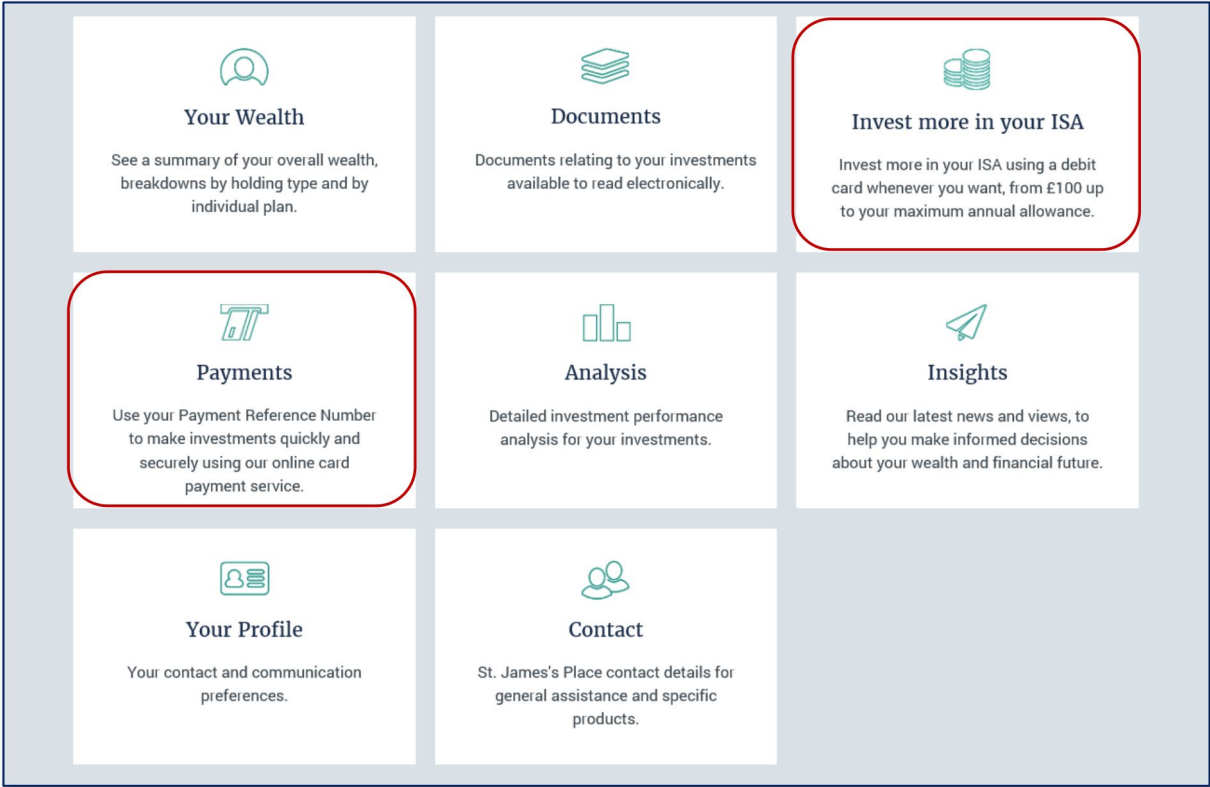 Your Wealth
See a summary of your overall wealth,
breakdowns by holding type and by
individual plan.
Documents
Documents relating to your investments
available to read electronically.
Invest more in your ISA
Invest more in your ISA using a debit
card whenever you want, from £100 up
to your maximum annual allowance.
Payments
Use your Payment Reference Number
to make investments quickly and
securely using our online card
payment service.
Analysis
Detailed investment performance
analysis for your investments.
Insights
Read our latest news and views, to
help you make informed decisions
about your wealth and financial future.
Your Profile
Your contact and communication
preferences.
Contact
St. James's Place contact details for
general assistance and specific
products.